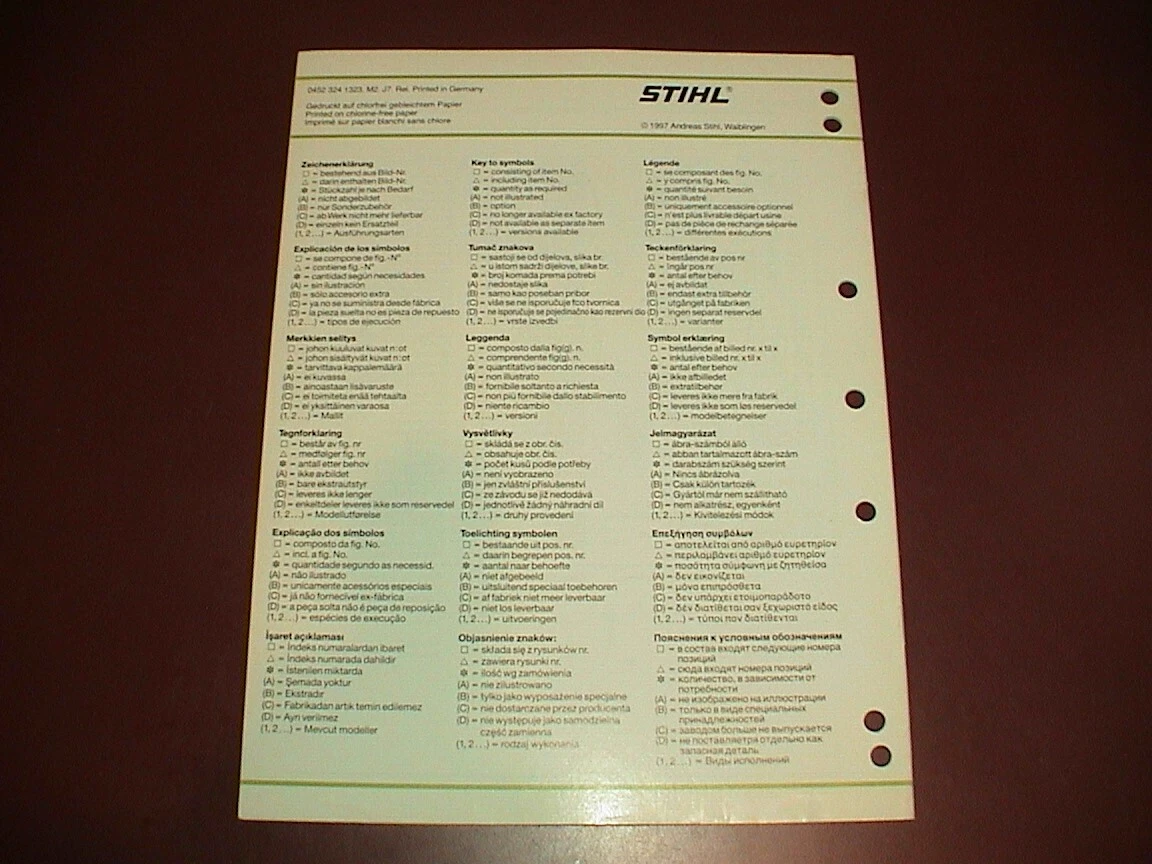 0452 324 1323. M2. J7. Rei. Printed in Germany
Gedruckt auf chlorfrei gebleichtem Papier
Printed on chlorine-free paper
Imprimé sur papier blanchi sans chlore
STIHL®
© 1997 Andreas Stihl, Waiblingen
Zeichenerklärung
□ = bestehend aus Bild-Nr.
△ = darin enthalten Bild-Nr.
✽ = Stückzahl je nach Bedarf
(A) = nicht abgebildet
(B) = nur Sonderzubehör
(C) = ab Werk nicht mehr lieferbar
(D) = einzeln kein Ersatzteil
(1, 2...) = Ausführungsarten
Key to symbols
□ = consisting of item No.
△ = including item No.
✽ = quantity as required
(A) = not illustrated
(B) = option
(C) = no longer available ex factory
(D) = not available as separate item
(1, 2...) = versions available
Légende
□ = se composant des fig. No.
△ = y compris fig. No.
✽ = quantité suivant besoin
(A) = non illustré
(B) = uniquement accessoire optionnel
(C) = n'est plus livrable départ usine
(D) = pas de pièce de rechange séparée
(1, 2...) = différentes exécutions
Explicación de los símbolos
□ = se compone de fig.-N°
△ = contiene fig.-N°
✽ = cantidad según necesidades
(A) = sin ilustración
(B) = sólo accesorio extra
(C) = ya no se suministra desde fábrica
(D) = la pieza suelta no es pieza de repuesto
(1, 2...) = tipos de ejecución
Tumač znakova
□ = sastoji se od dijelova, slika br.
△ = u istom sadrži dijelove, slike br.
✽ = broj komada prema potrebi
(A) = nedostaje slika
(B) = samo kao poseban pribor
(C) = više se ne isporučuje fco tvornica
(D) = ne isporučuje se pojedinačno kao rezervni dio
(1, 2...) = vrste izvedbi
Teckenförklaring
□ = bestående av pos nr
△ = ingår pos nr
✽ = antal efter behov
(A) = ej avbildat
(B) = endast extra tillbehör
(C) = utgånget på fabriken
(D) = ingen separat reservdel
(1, 2...) = varianter
Merkkien selitys
□ = johon kuuluvat kuvat n:ot
△ = johon sisältyvät kuvat n:ot
✽ = tarvittava kappalemäärä
(A) = ei kuvassa
(B) = ainoastaan lisävaruste
(C) = ei toimiteta enää tehtaalta
(D) = ei yksittäinen varaosa
(1, 2...) = Mallit
Leggenda
□ = composto dalla fig(g). n.
△ = comprendente fig(g). n.
✽ = quantitativo secondo necessità
(A) = non illustrato
(B) = fornibile soltanto a richiesta
(C) = non più fornibile dallo stabilimento
(D) = niente ricambio
(1, 2...) = versioni
Symbol erklæring
□ = bestående af billed nr. x til x
△ = inklusive billed nr. x til x
✽ = antal efter behov
(A) = ikke afbilledet
(B) = extratilbehør
(C) = leveres ikke mere fra fabrik
(D) = leveres ikke som løs reservedel
(1, 2...) = modelbetegnelser
Tegnforklaring
□ = består av fig. nr
△ = medfølger fig. nr
✽ = antall etter behov
(A) = ikke avbildet
(B) = bare ekstrautstyr
(C) = leveres ikke lenger
(D) = enkeltdeler leveres ikke som reservedel
(1, 2...) = Modellutførelse
Vysvětlivky
□ = skládá se z obr. čís.
△ = obsahuje obr. čís.
✽ = počet kusů podle potřeby
(A) = není vyobrazeno
(B) = jen zvláštní příslušenství
(C) = ze závodu se již nedodává
(D) = jednotlivě žádný náhradní díl
(1, 2...) = druhy provedení
Jelmagyarázat
□ = ábra-számból álló
△ = abban tartalmazott ábra-szám
✽ = darabszám szükség szerint
(A) = Nincs ábrázolva
(B) = Csak külön tartozék
(C) = Gyártól már nem szállítható
(D) = nem alkatrész, egyenként
(1, 2...) = Kivitelezési módok
Explicação dos símbolos
□ = composto da fig. No.
△ = incl. a fig. No.
✽ = quantidade segundo as necessid.
(A) = não ilustrado
(B) = unicamente acessórios especiais
(C) = já não fornecível ex-fábrica
(D) = a peça solta não é peça de reposição
(1, 2...) = espécies de execução
Toelichting symbolen
□ = bestaande uit pos. nr.
△ = daarin begrepen pos. nr.
✽ = aantal naar behoefte
(A) = niet afgebeeld
(B) = uitsluitend speciaal toebehoren
(C) = af fabriek niet meer leverbaar
(D) = niet los leverbaar
(1, 2...) = uitvoeringen
Επεξήγηση συμβόλων
□ = αποτελείται από αριθμό ευρετηρίον
△ = περιλαμβάνει αριθμό ευρετηρίον
✽ = ποσότητα σύμφωνη με ζητηθείσα
(A) = δεν εικονίζεται
(B) = μόνο επιπρόσθετα
(C) = δεν υπάρχει ετοιμοπαράδοτο
(D) = δέν διατίθεται σαν ξεχωριστό είδος
(1, 2...) = τύποι πον διατίθενται
İşaret açıklaması
□ = İndeks numaralardan ibaret
△ = İndeks numarada dahildir
✽ = İstenilen miktarda
(A) = Şemada yoktur
(B) = Ekstradır
(C) = Fabrikadan artık temin edilemez
(D) = Ayrı verilmez
(1, 2...) = Mevcut modeller
Objasnienie znaków:
□ = składa się z rysunków nr.
△ = zawiera rysunki nr.
✽ = ilość wg zamówienia
(A) = nie zilustrowano
(B) = tylko jako wyposażenie specjalne
(C) = nie dostarczane przez producenta
(D) = nie występuje jako samodzielna
część zamienna
(1, 2...) = rodzaj wykonania
Пояснения к условным обозначениям
□ = в состав входят следующие номера
позиций
△ = сюда входят номера позиций
✽ = количество, в зависимости от
потребности
(A) = не изображено на иллюстрации
(B) = только в виде специальных
принадлежностей
(C) = заводом больше не выпускается
(D) = не поставляется отдельно как
запасная деталь
(1, 2...) = Виды исполнений